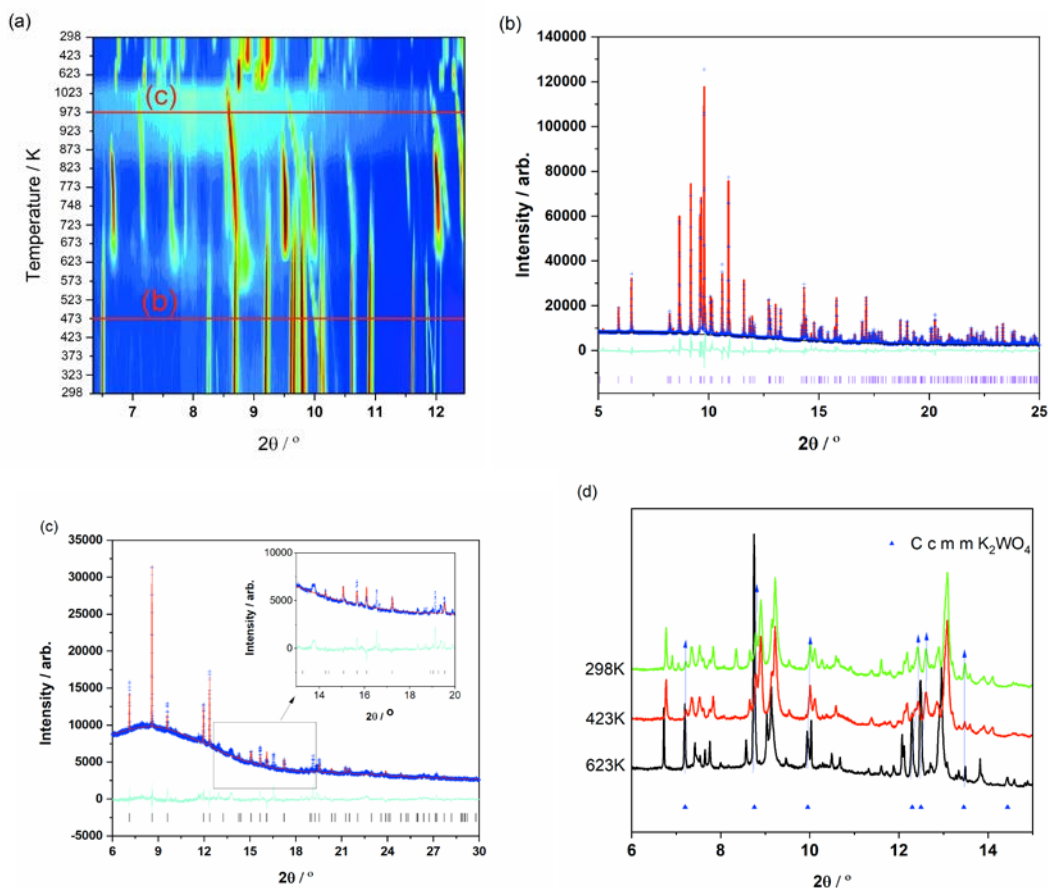 (a)
298
423
623
1023
973
923
873
823
773
748
723
673
623
573
523
473
423
373
323
298
Temperature / K
(c)
(b)
7 8 9 10 11 12
2θ / º
(b)
140000
120000
100000
80000
60000
40000
20000
0
Intensity / arb.
5 10 15 20 25
2θ / º
(c)
35000
30000
25000
20000
15000
10000
5000
0
-5000
Intensity / arb.
6 9 12 15 18 21 24 27 30
2θ / º
10000
5000
0
Intensity / arb.
13 14 15 16 17 18 19 20
2θ / º
(d)
C c m m K₂WO₄
298K
423K
623K
6 8 10 12 14
2θ / º